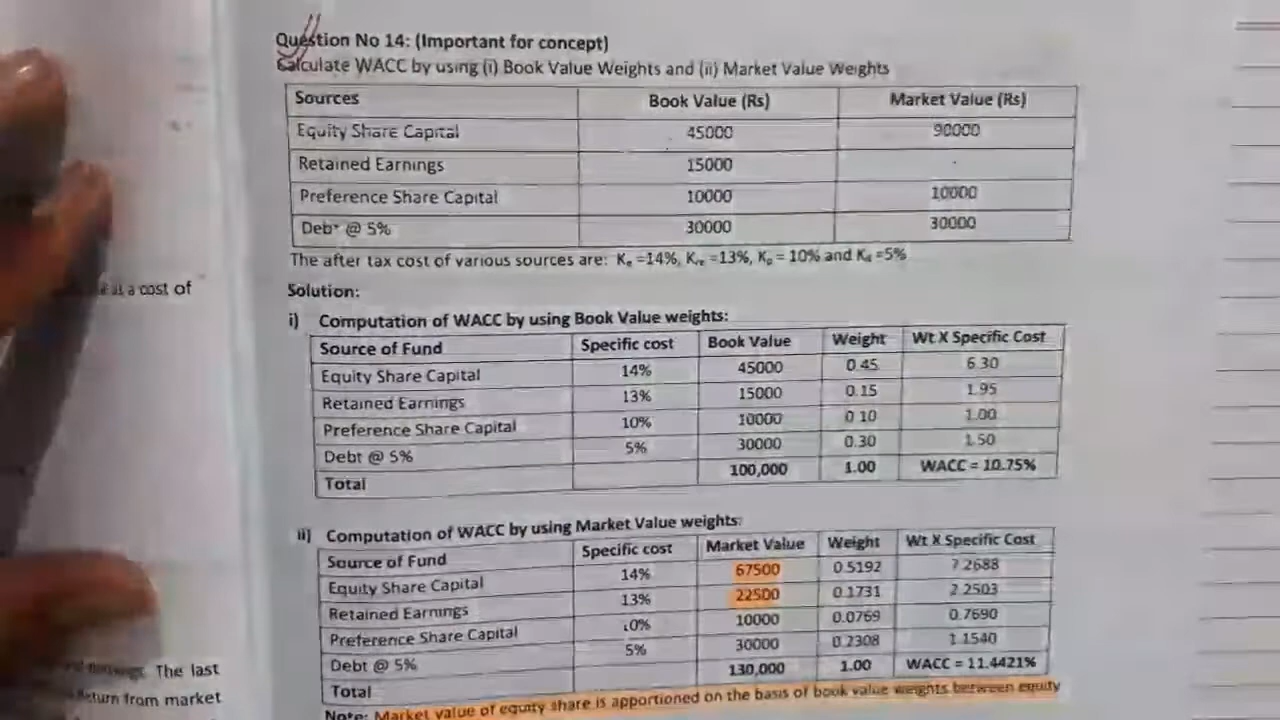 Question No 14: (Important for concept)
Calculate WACC by using (i) Book Value Weights and (ii) Market Value Weights
Sources Book Value (Rs) Market Value (Rs)
Equity Share Capital 45000 90000
Retained Earnings 15000
Preference Share Capital 10000 10000
Debt @ 5% 30000 30000
The after tax cost of various sources are: Ke =14%, Kre =13%, Kp = 10% and Kd =5%
Solution:
i) Computation of WACC by using Book Value weights:
Source of Fund Specific cost Book Value Weight Wt X Specific Cost
Equity Share Capital 14% 45000 0.45 6.30
Retained Earnings 13% 15000 0.15 1.95
Preference Share Capital 10% 10000 0.10 1.00
Debt @ 5% 5% 30000 0.30 1.50
Total 100,000 1.00 WACC = 10.75%
ii) Computation of WACC by using Market Value weights:
Source of Fund Specific cost Market Value Weight Wt X Specific Cost
Equity Share Capital 14% 67500 0.5192 7.2688
Retained Earnings 13% 22500 0.1731 2.2503
Preference Share Capital 10% 10000 0.0769 0.7690
Debt @ 5% 5% 30000 0.2308 1.1540
Total 130,000 1.00 WACC = 11.4421%
Note: Market value of equity share is apportioned on the basis of book value weights between equity
as a cost of
The last
return from market